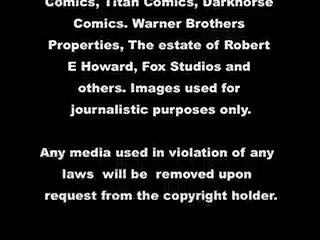 Comics, Titan Comics, Darkhorse
Comics. Warner Brothers
Properties, The estate of Robert
E Howard, Fox Studios and
others. Images used for
journalistic purposes only.
Any media used in violation of any
laws will be removed upon
request from the copyright holder.